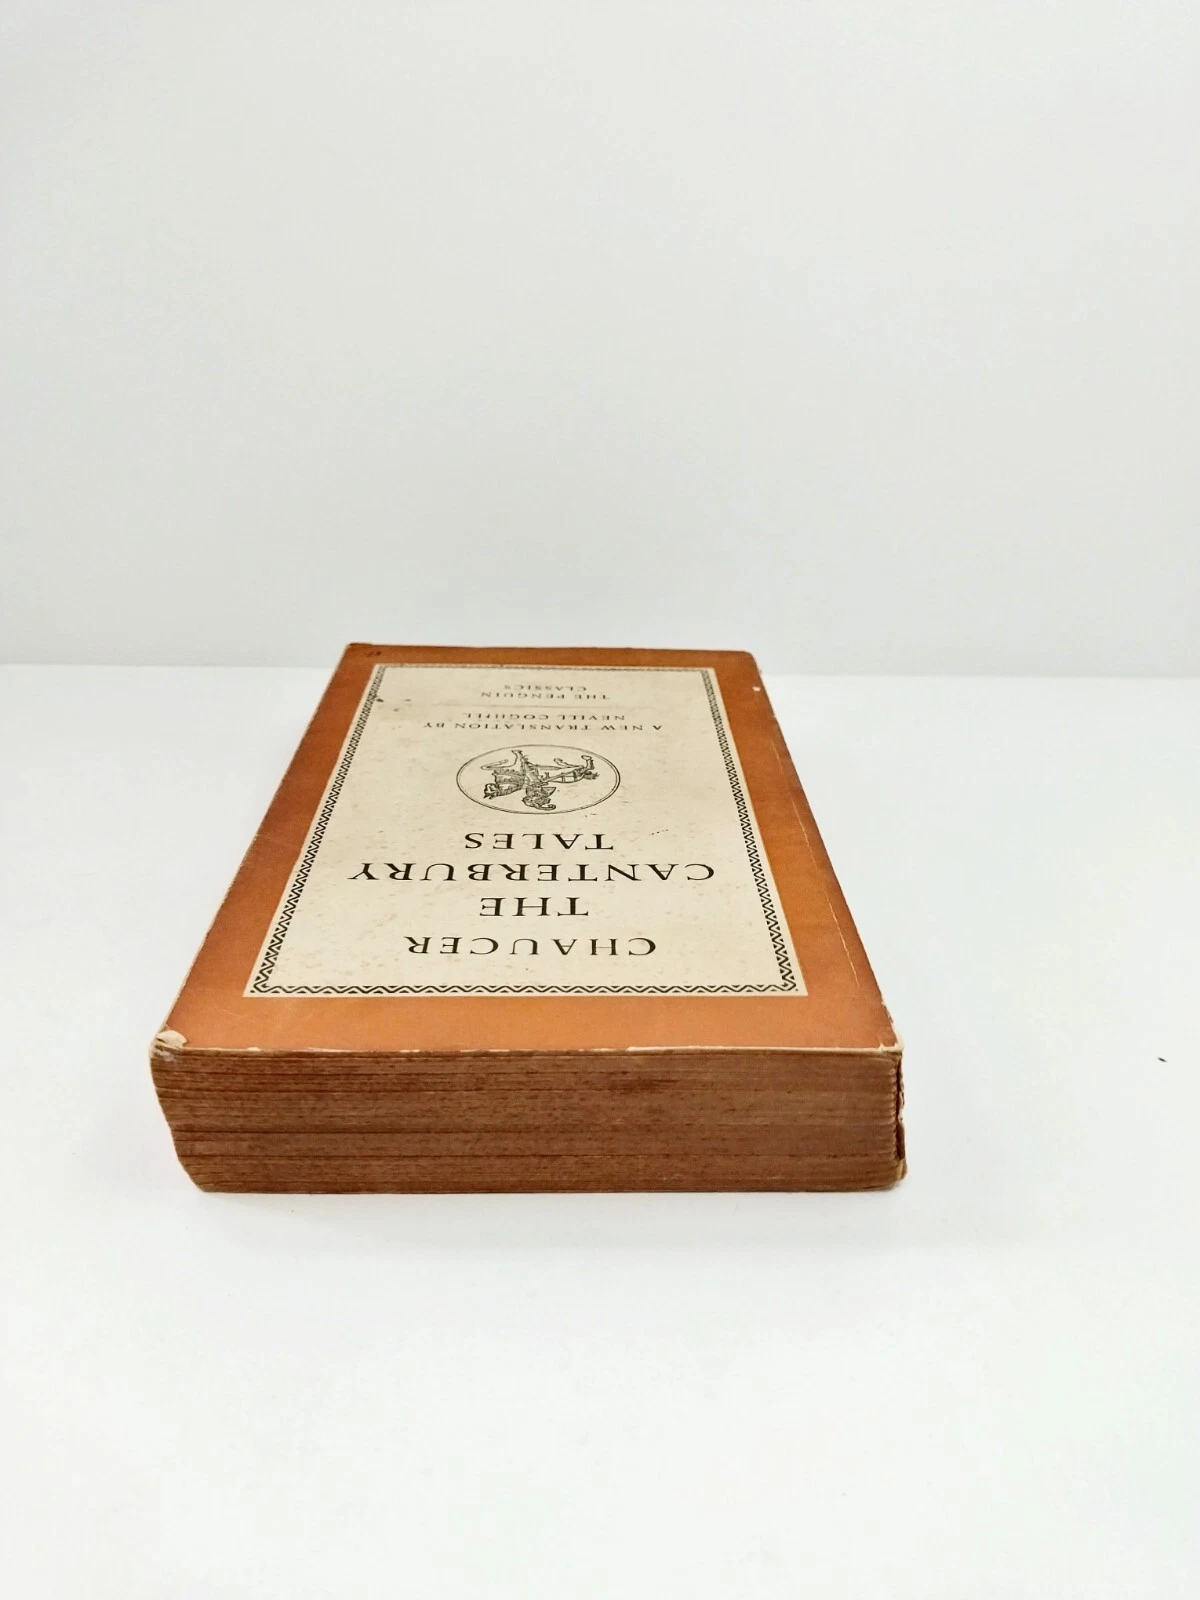 CHAUCER
THE
CANTERBURY
TALES
A NEW TRANSLATION BY
NEVILL COGHILL
THE PENGUIN
CLASSICS